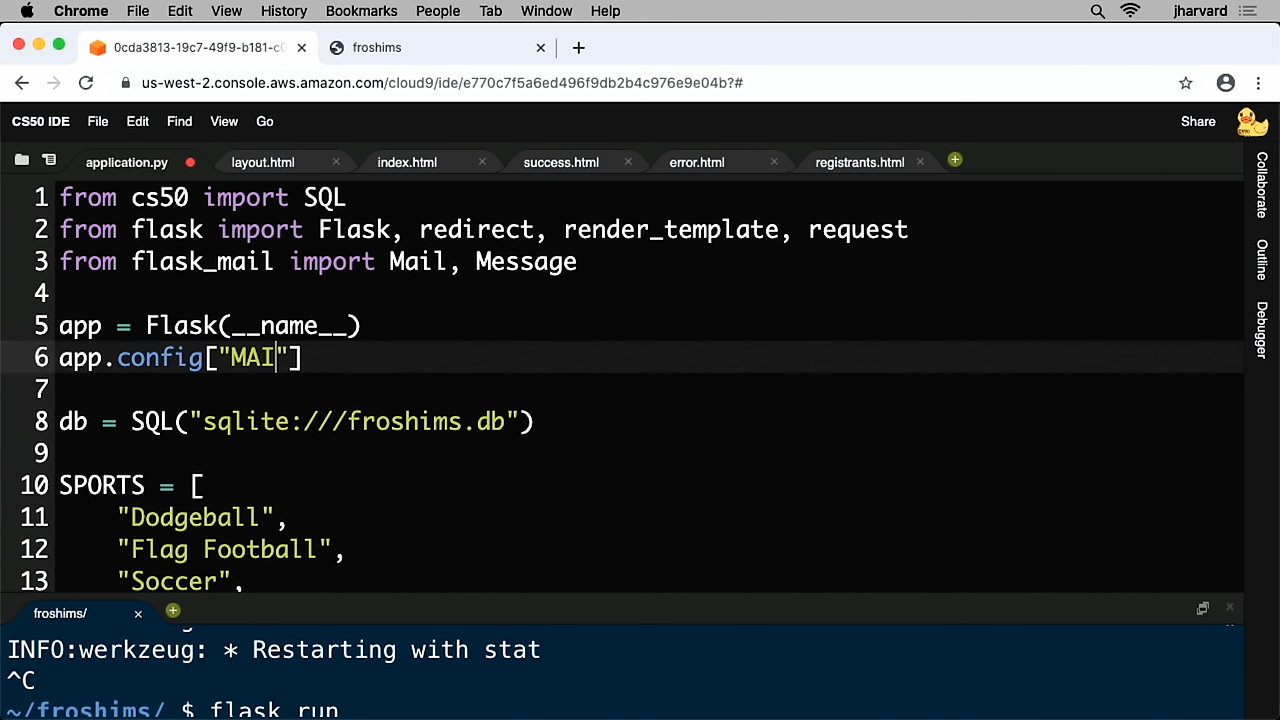 Chrome File Edit View History Bookmarks People Tab Window Help jharvard
0cda3813-19c7-49f9-b181-c froshims
us-west-2.console.aws.amazon.com/cloud9/ide/e770c7f5a6ed496f9db2b4c976e9e04b?#
CS50 IDE File Edit Find View Go Share
application.py layout.html index.html success.html error.html registrants.html
1 from cs50 import SQL
2 from flask import Flask, redirect, render_template, request
3 from flask_mail import Mail, Message
4
5 app = Flask(__name__)
6 app.config["MAI"]
7
8 db = SQL("sqlite:///froshims.db")
9
10 SPORTS = [
11 "Dodgeball",
12 "Flag Football",
13 "Soccer",
Collaborate
Outline
Debugger
froshims/
INFO:werkzeug: * Restarting with stat
^C
~/froshims/ $ flask run